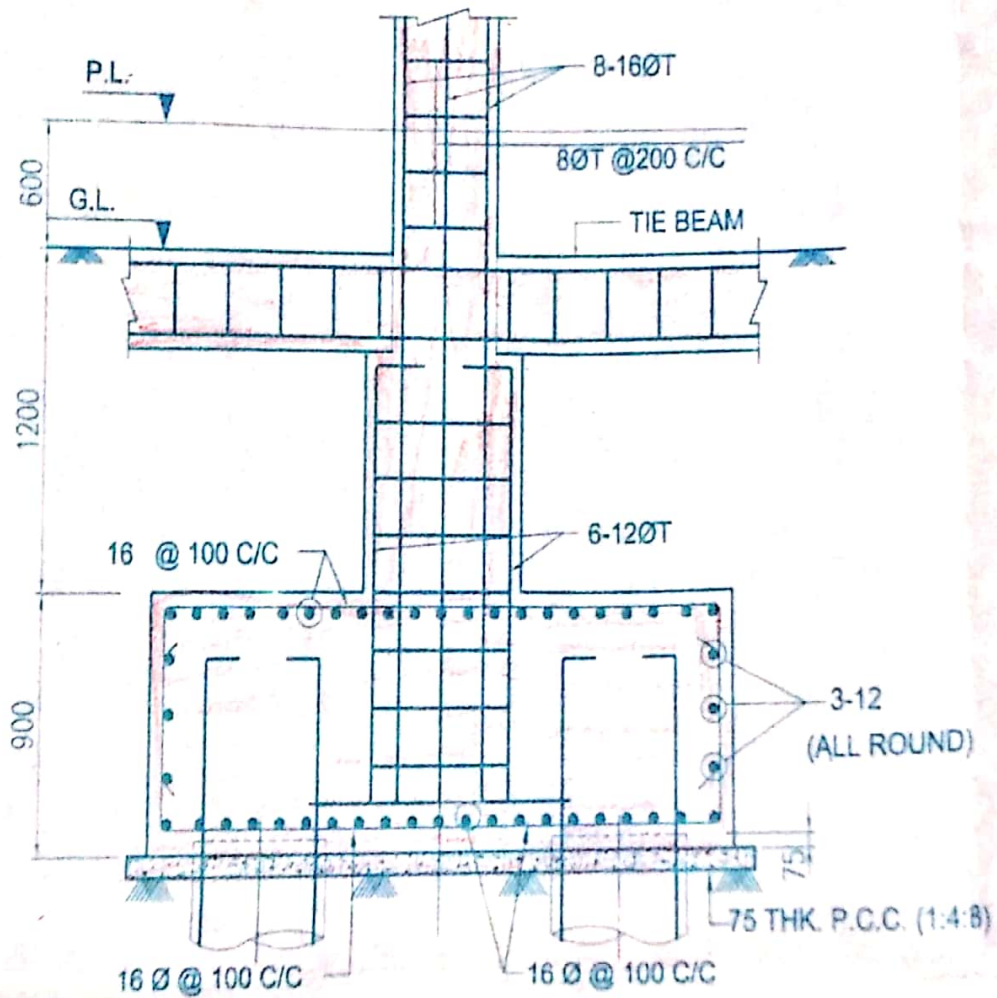 8-16ØT
P.L.
8ØT @200 C/C
600
G.L.
TIE BEAM
1200
6-12ØT
16 @ 100 C/C
900
3-12
(ALL ROUND)
75
75 THK. P.C.C. (1:4:8)
16 Ø @ 100 C/C
16 Ø @ 100 C/C